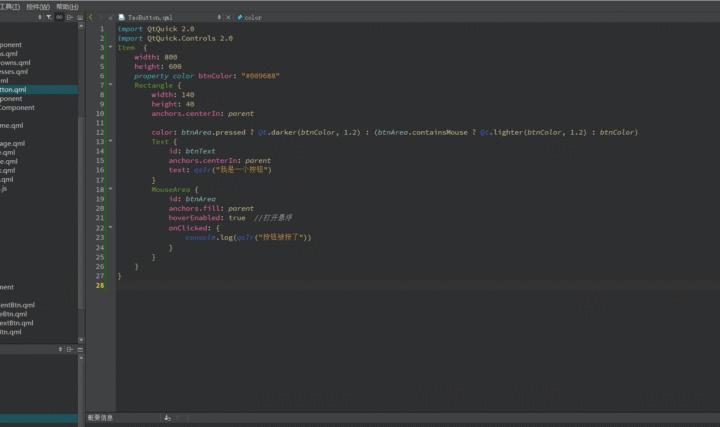 工具(T) 控件(W) 帮助(H)
TaoButton.qml
color
ponent
ns.qml
owns.qml
esses.qml
ml
utton.qml
ponent
Component
me.qml
age.qml
e.qml
ge.qml
k.qml
.qml
s.js
nent
entBtn.qml
eBtn.qml
extBtn.qml
Btn.qml
1 import QtQuick 2.0
2 import QtQuick.Controls 2.0
3 Item {
4 width: 800
5 height: 600
6 property color btnColor: "#009688"
7 Rectangle {
8 width: 140
9 height: 40
10 anchors.centerIn: parent
11
12 color: btnArea.pressed ? Qt.darker(btnColor, 1.2) : (btnArea.containsMouse ? Qt.lighter(btnColor, 1.2) : btnColor)
13 Text {
14 id: btnText
15 anchors.centerIn: parent
16 text: qsTr("我是一个按钮")
17 }
18 MouseArea {
19 id: btnArea
20 anchors.fill: parent
21 hoverEnabled: true //打开悬停
22 onClicked: {
23 console.log(qsTr("按钮被按了"))
24 }
25 }
26 }
27 }
28
概要信息